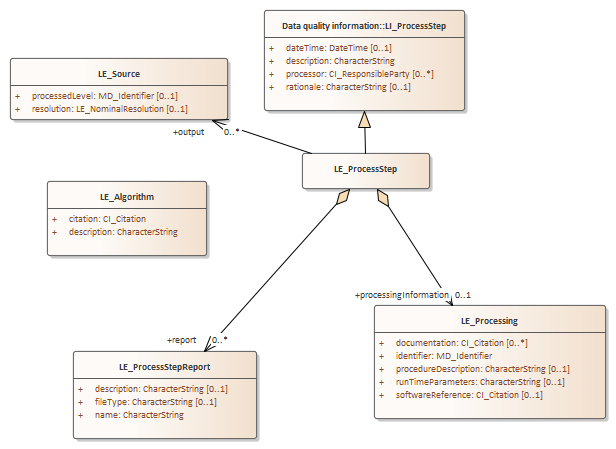 Data quality information::LI_ProcessStep
+ dateTime: DateTime [0..1]
+ description: CharacterString
+ processor: CI_ResponsibleParty [0..*]
+ rationale: CharacterString [0..1]
LE_Source
+ processedLevel: MD_Identifier [0..1]
+ resolution: LE_NominalResolution [0..1]
+output 0..*
LE_ProcessStep
LE_Algorithm
+ citation: CI_Citation
+ description: CharacterString
+processingInformation 0..1
LE_Processing
+ documentation: CI_Citation [0..*]
+ identifier: MD_Identifier
+ procedureDescription: CharacterString [0..1]
+ runTimeParameters: CharacterString [0..1]
+ softwareReference: CI_Citation [0..1]
+report 0..*
LE_ProcessStepReport
+ description: CharacterString [0..1]
+ fileType: CharacterString [0..1]
+ name: CharacterString